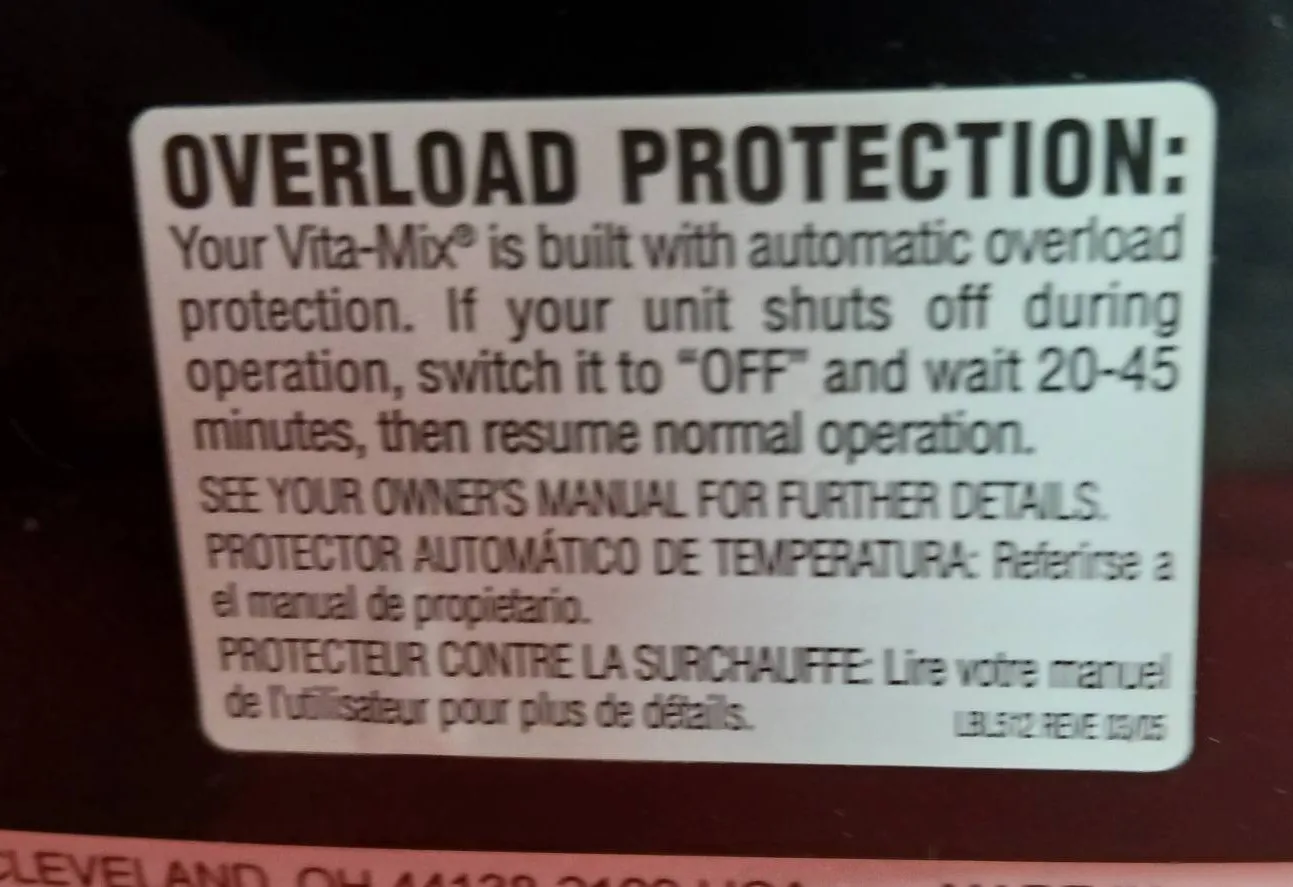 OVERLOAD PROTECTION:
Your Vita-Mix® is built with automatic overload
protection. If your unit shuts off during
operation, switch it to "OFF" and wait 20-45
minutes, then resume normal operation.
SEE YOUR OWNER'S MANUAL FOR FURTHER DETAILS.
PROTECTOR AUTOMÁTICO DE TEMPERATURA: Referirse a
el manual de propietario.
PROTECTEUR CONTRE LA SURCHAUFFE: Lire votre manuel
de l'utilisateur pour plus de détails.
LBL512 REV.E 03/05
CLEVELAND, OH 44138